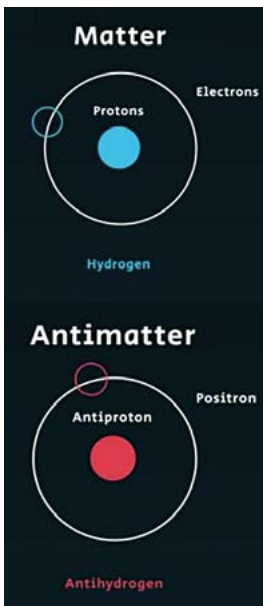 Matter
Electrons
Protons
Hydrogen
Antimatter
Positron
Antiproton
Antihydrogen